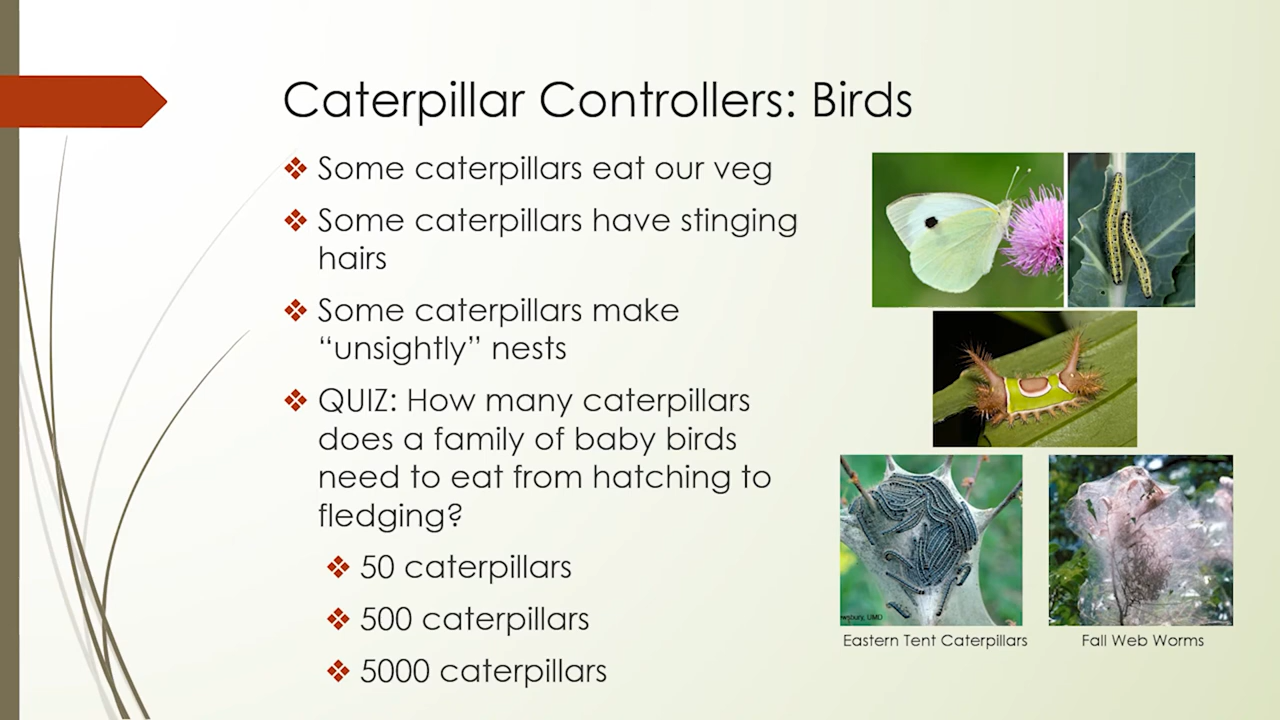 Caterpillar Controllers: Birds
Some caterpillars eat our veg
Some caterpillars have stinging
hairs
Some caterpillars make
“unsightly” nests
QUIZ: How many caterpillars
does a family of baby birds
need to eat from hatching to
fledging?
50 caterpillars
500 caterpillars
5000 caterpillars
UMD
Eastern Tent Caterpillars
Fall Web Worms